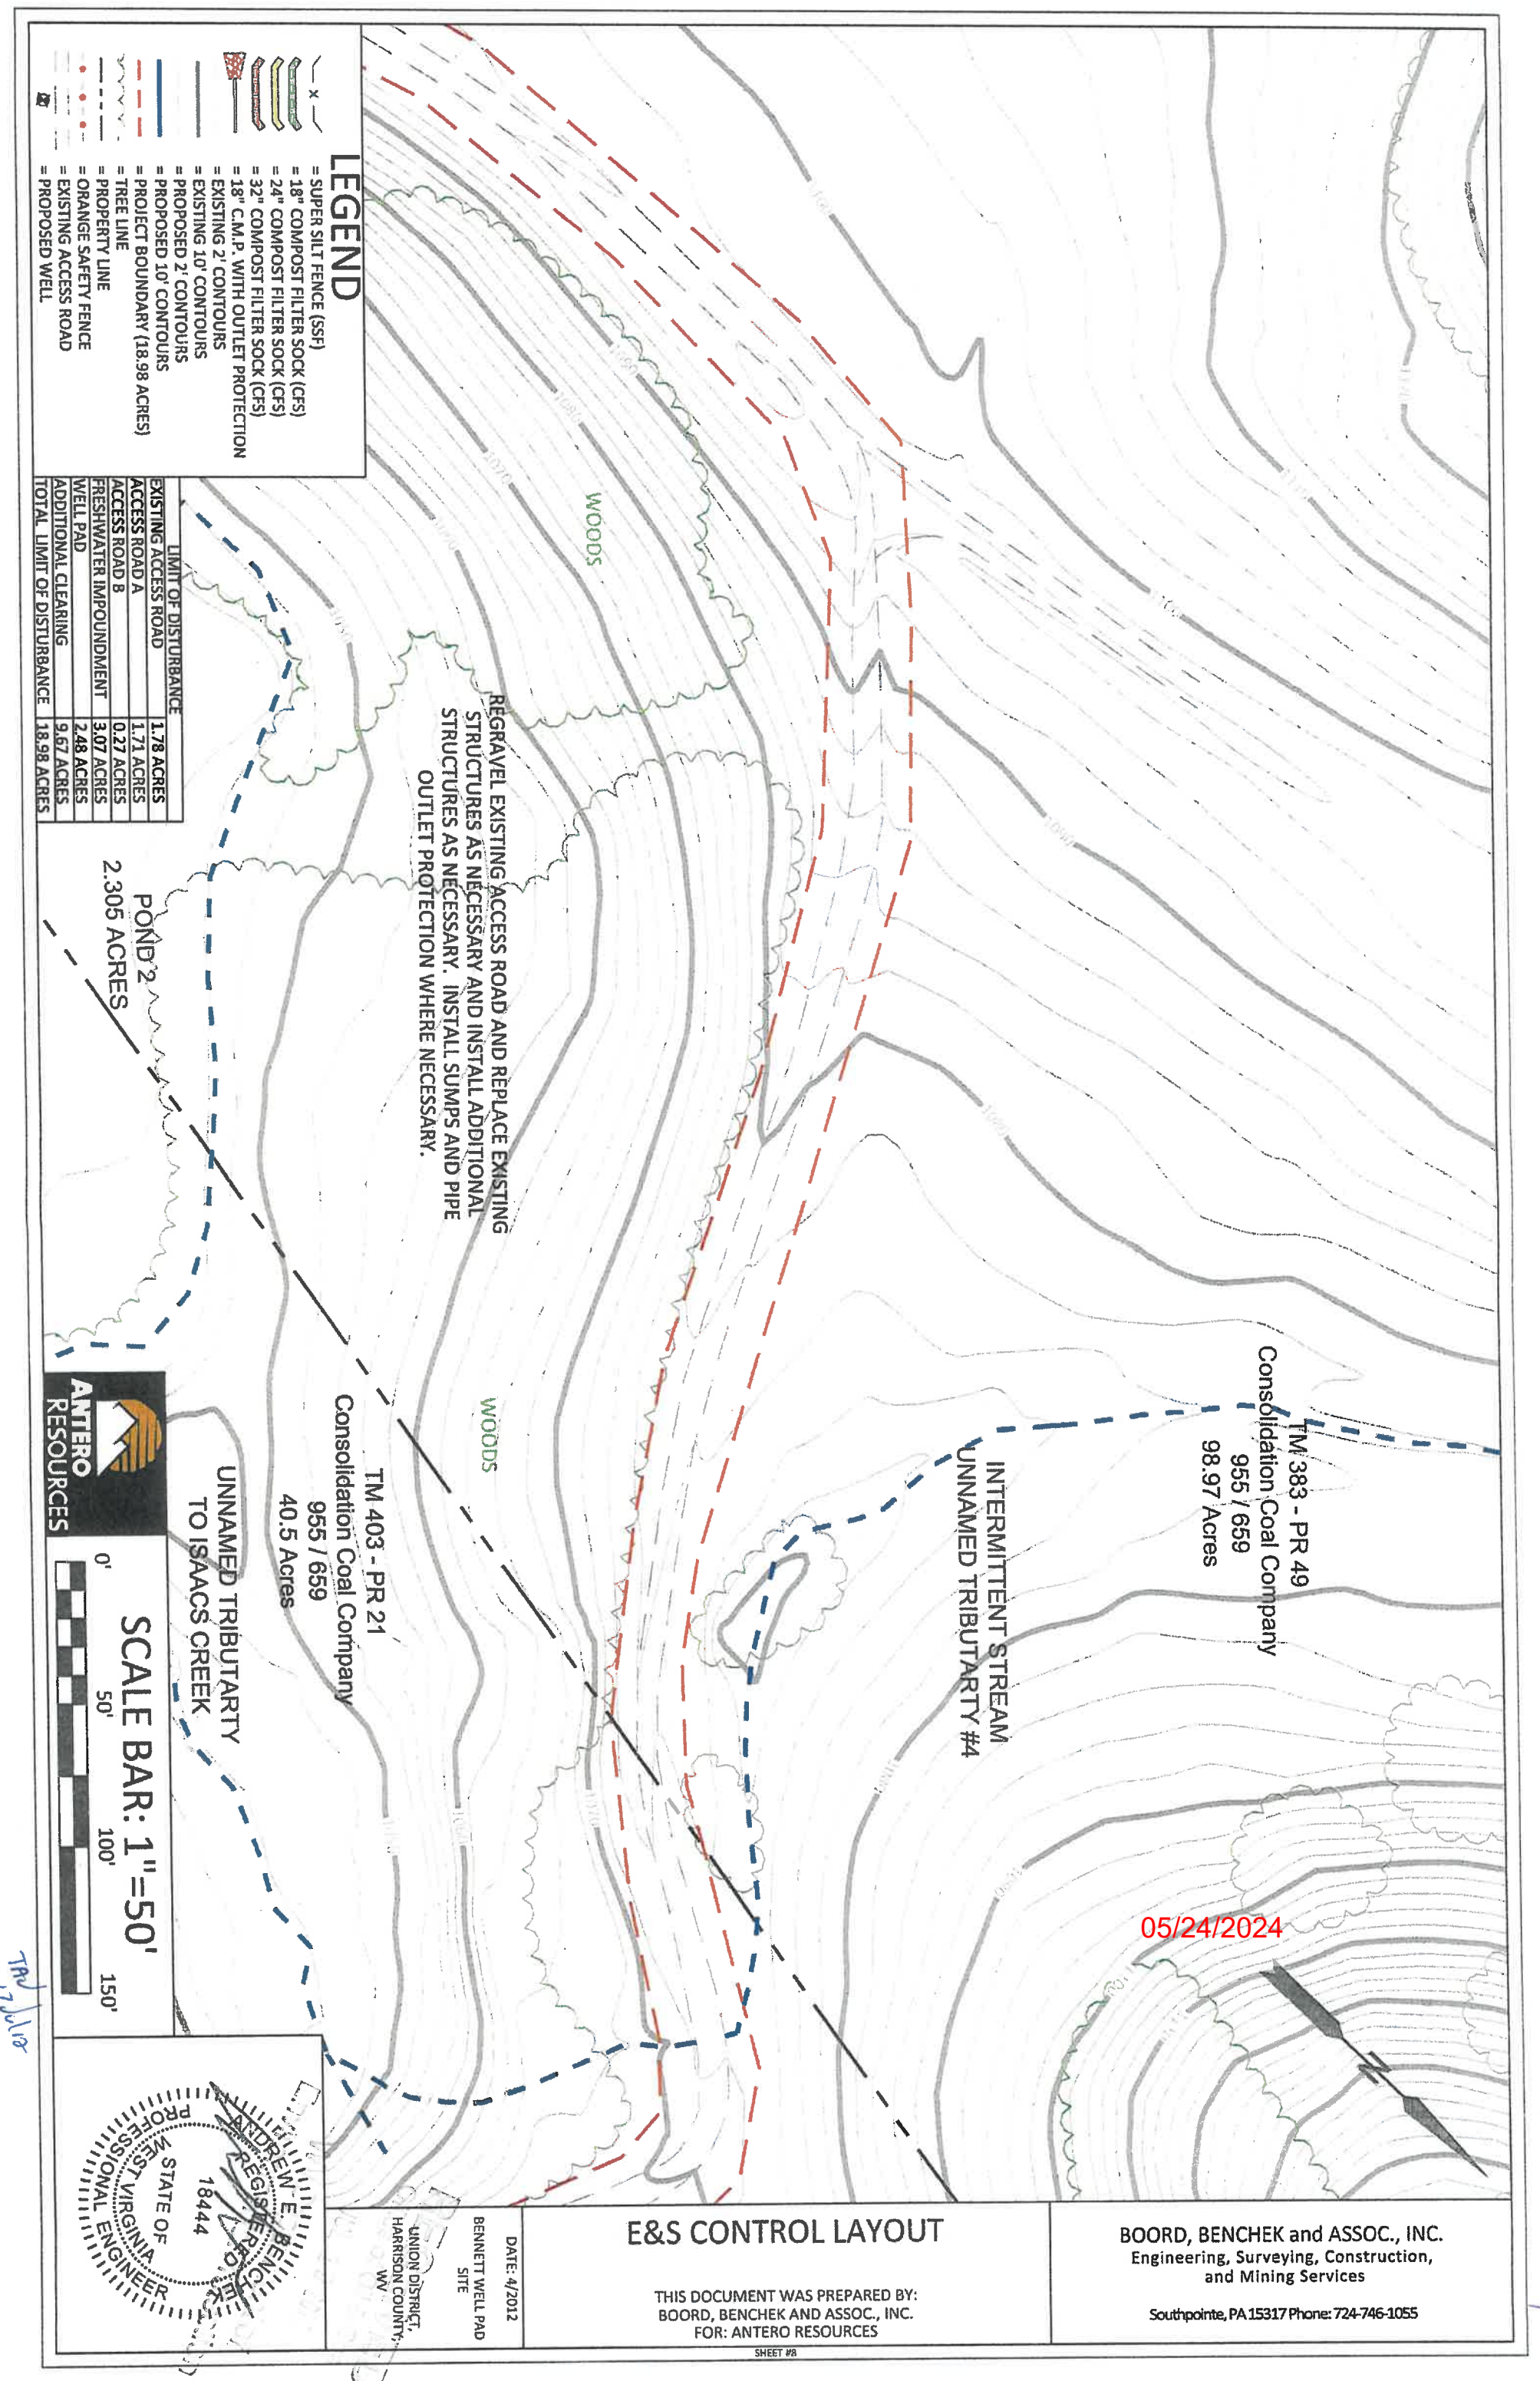 LEGEND
= SUPER SILT FENCE (SSF)
= 18" COMPOST FILTER SOCK (CFS)
= 24" COMPOST FILTER SOCK (CFS)
= 32" COMPOST FILTER SOCK (CFS)
= 18" C.M.P. WITH OUTLET PROTECTION
= EXISTING 2' CONTOURS
= EXISTING 10' CONTOURS
= PROPOSED 2' CONTOURS
= PROPOSED 10' CONTOURS
= PROJECT BOUNDARY (18.98 ACRES)
= TREE LINE
= PROPERTY LINE
= ORANGE SAFETY FENCE
= EXISTING ACCESS ROAD
= PROPOSED WELL
LIMIT OF DISTURBANCE
EXISTING ACCESS ROAD 1.78 ACRES
ACCESS ROAD A 1.71 ACRES
ACCESS ROAD B 0.27 ACRES
FRESHWATER IMPOUNDMENT 3.07 ACRES
WELL PAD 2.48 ACRES
ADDITIONAL CLEARING 9.67 ACRES
TOTAL LIMIT OF DISTURBANCE 18.98 ACRES
WOODS
REGRAVEL EXISTING ACCESS ROAD AND REPLACE EXISTING
STRUCTURES AS NECESSARY AND INSTALL ADDITIONAL
STRUCTURES AS NECESSARY. INSTALL SUMPS AND PIPE
OUTLET PROTECTION WHERE NECESSARY.
POND 2
2.305 ACRES
WOODS
TM 383 - PR 49
Consolidation Coal Company
955 / 659
98.97 Acres
INTERMITTENT STREAM
UNNAMED TRIBUTARTY #4
TM 403 - PR 21
Consolidation Coal Company
955 / 659
40.5 Acres
UNNAMED TRIBUTARTY
TO ISAACS CREEK
ANTERO
RESOURCES
SCALE BAR: 1"=50'
0' 50' 100' 150'
05/24/2024
N
ANDREW E. BENCHEK
REGISTERED
18444
STATE OF
WEST VIRGINIA
PROFESSIONAL ENGINEER
DATE: 4/2012
BENNETT WELL PAD
SITE
UNION DISTRICT,
HARRISON COUNTY,
WV
E&S CONTROL LAYOUT
THIS DOCUMENT WAS PREPARED BY:
BOORD, BENCHEK AND ASSOC., INC.
FOR: ANTERO RESOURCES
SHEET #8
BOORD, BENCHEK and ASSOC., INC.
Engineering, Surveying, Construction,
and Mining Services
Southpointe, PA 15317 Phone: 724-746-1055